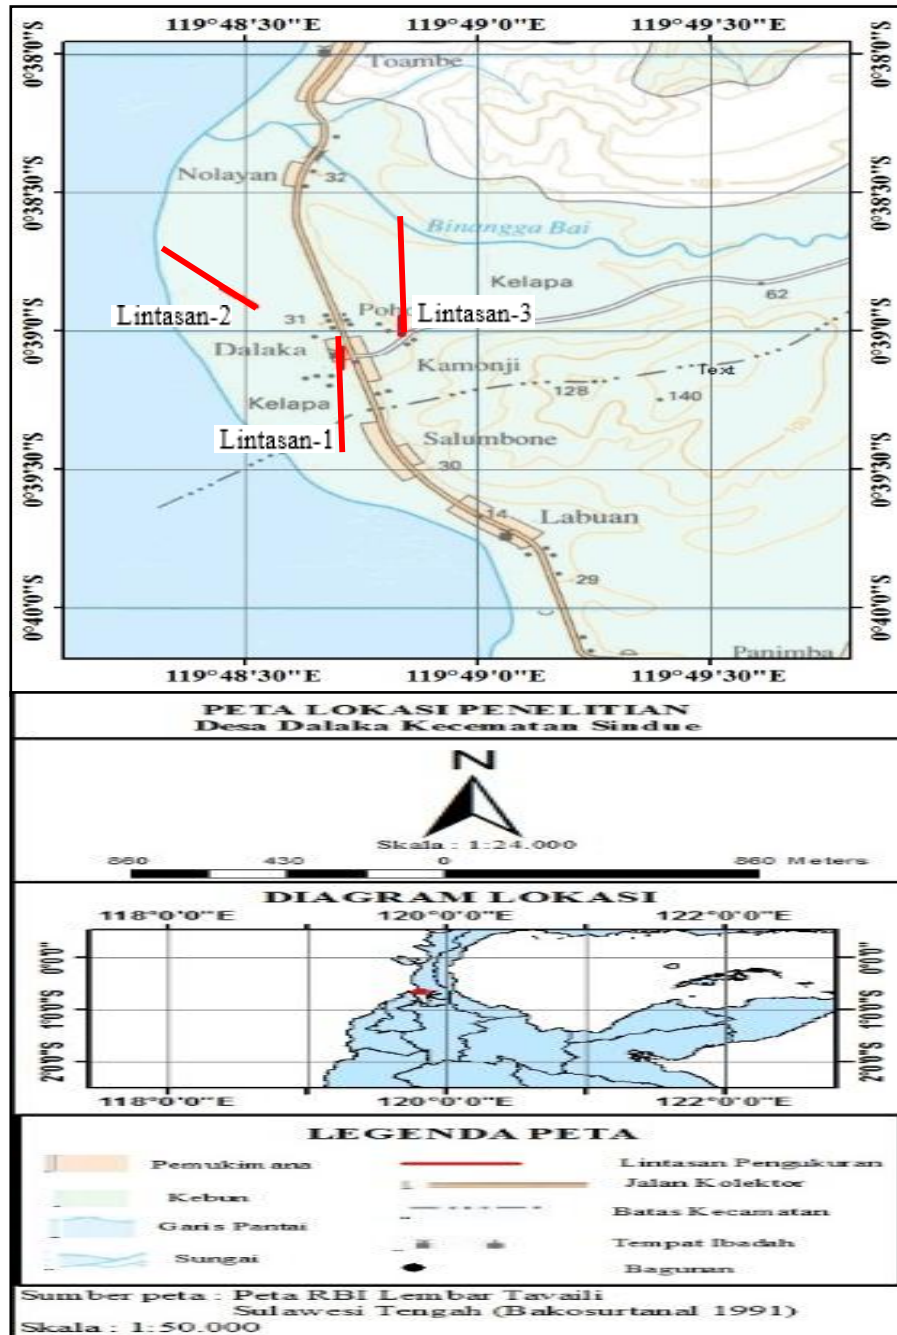 119°48'30"E 119°49'0"E 119°49'30"E
0°38'0"S 0°38'0"S
Toambe
Nolayan
32
100
0°38'30"S 0°38'30"S
Binangga Bai
Kelapa
62
Lintasan-2
31
Lintasan-3
0°39'0"S 0°39'0"S
Dalaka
Kamonji
Text
128
140
Kelapa
Lintasan-1
Salumbone
100
30
0°39'30"S 0°39'30"S
14
Labuan
29
0°40'0"S 0°40'0"S
Panimba
119°48'30"E 119°49'0"E 119°49'30"E
PETA LOKASI PENELITIAN
Desa Dalaka Kecematan Sindue
N
Skala : 1:24.000
860 430 0 860 Meters
DIAGRAM LOKASI
118°0'0"E 120°0'0"E 122°0'0"E
0°0'0" 0°0'0"
1°0'0"S 1°0'0"S
2°0'0"S 2°0'0"S
118°0'0"E 120°0'0"E 122°0'0"E
LEGENDA PETA
Pemukimana
Kebun
Garis Pantai
Sungai
Lintasan Pengukuran
Jalan Kolektor
Batas Kecamatan
Tempat Ibadah
Bagunan
Sumber peta : Peta RBI Lembar Tavaili
Sulawesi Tengah (Bakosurtanal 1991)
Skala : 1:50.000